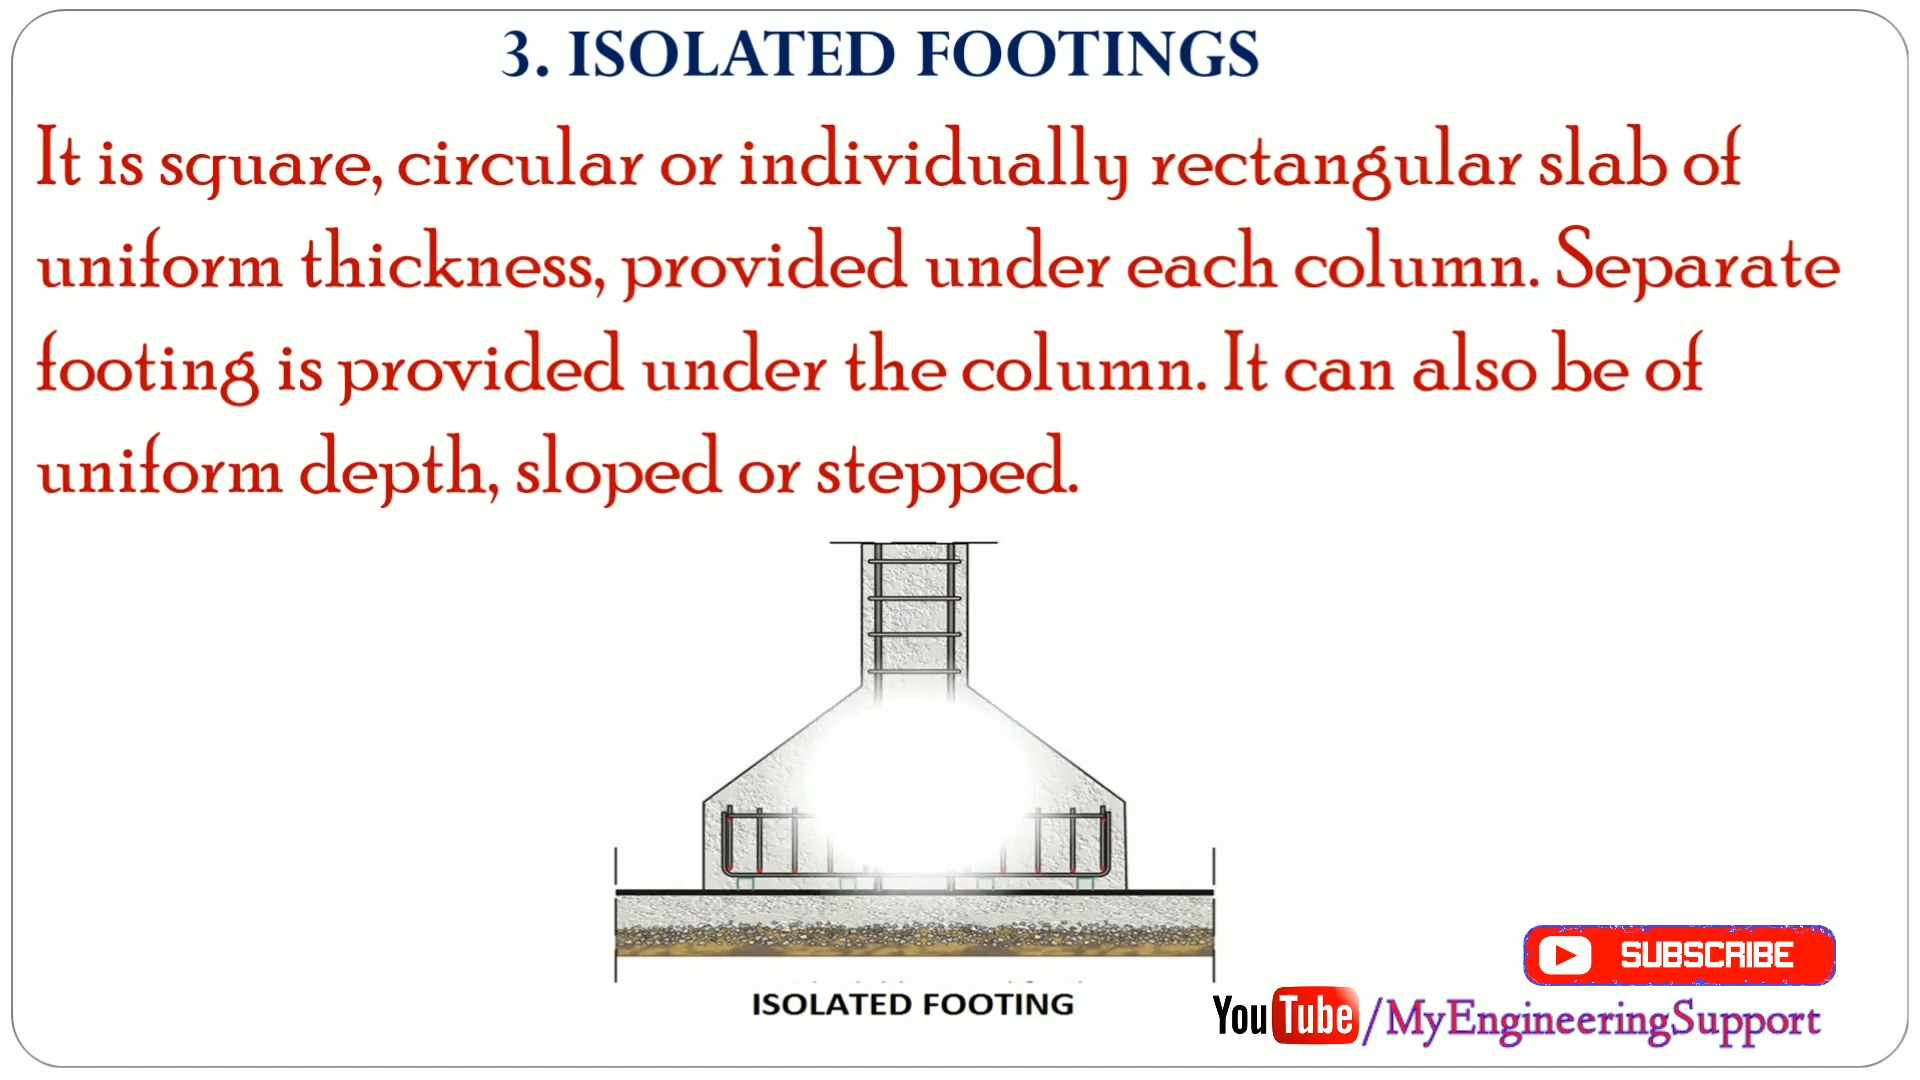 3. ISOLATED FOOTINGS
It is square, circular or individually rectangular slab of
uniform thickness, provided under each column. Separate
footing is provided under the column. It can also be of
uniform depth, sloped or stepped.
ISOLATED FOOTING
SUBSCRIBE
YouTube/MyEngineeringSupport